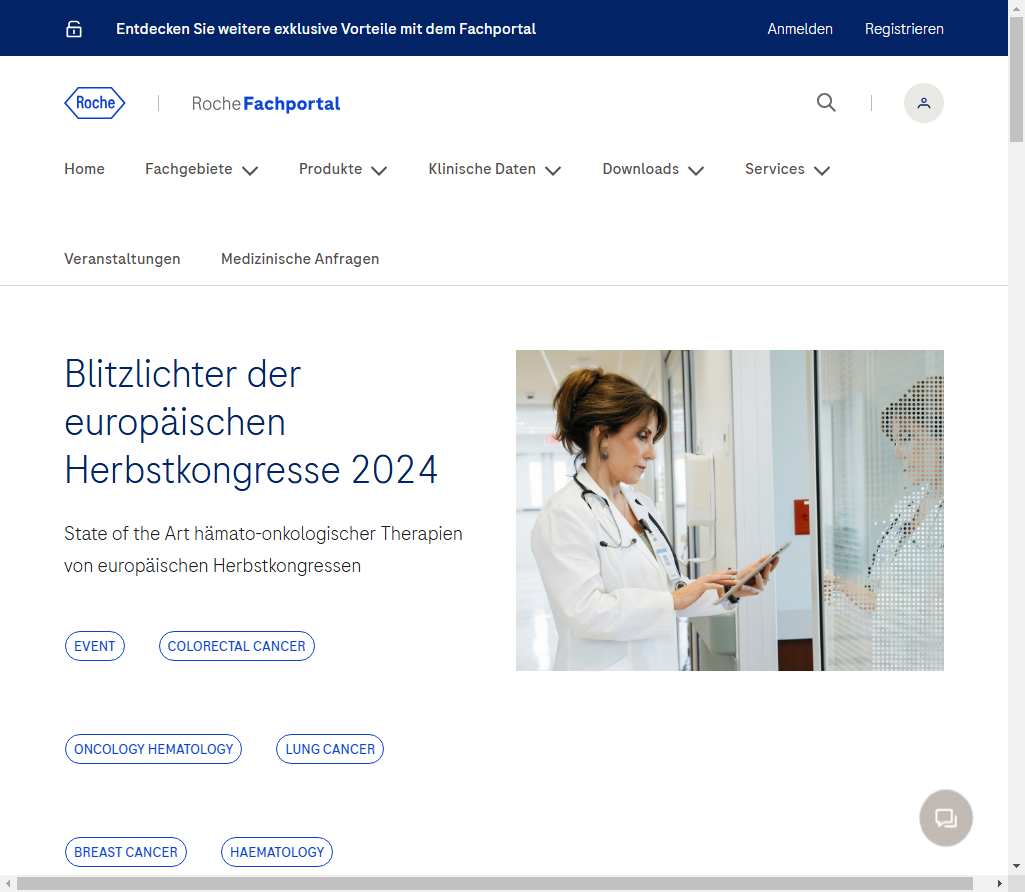 Entdecken Sie weitere exklusive Vorteile mit dem Fachportal
Anmelden
Registrieren
Roche
Roche Fachportal
Home
Fachgebiete
Produkte
Klinische Daten
Downloads
Services
Veranstaltungen
Medizinische Anfragen
Blitzlichter der
europäischen
Herbstkongresse 2024
State of the Art hämato-onkologischer Therapien
von europäischen Herbstkongressen
EVENT
COLORECTAL CANCER
ONCOLOGY HEMATOLOGY
LUNG CANCER
BREAST CANCER
HAEMATOLOGY